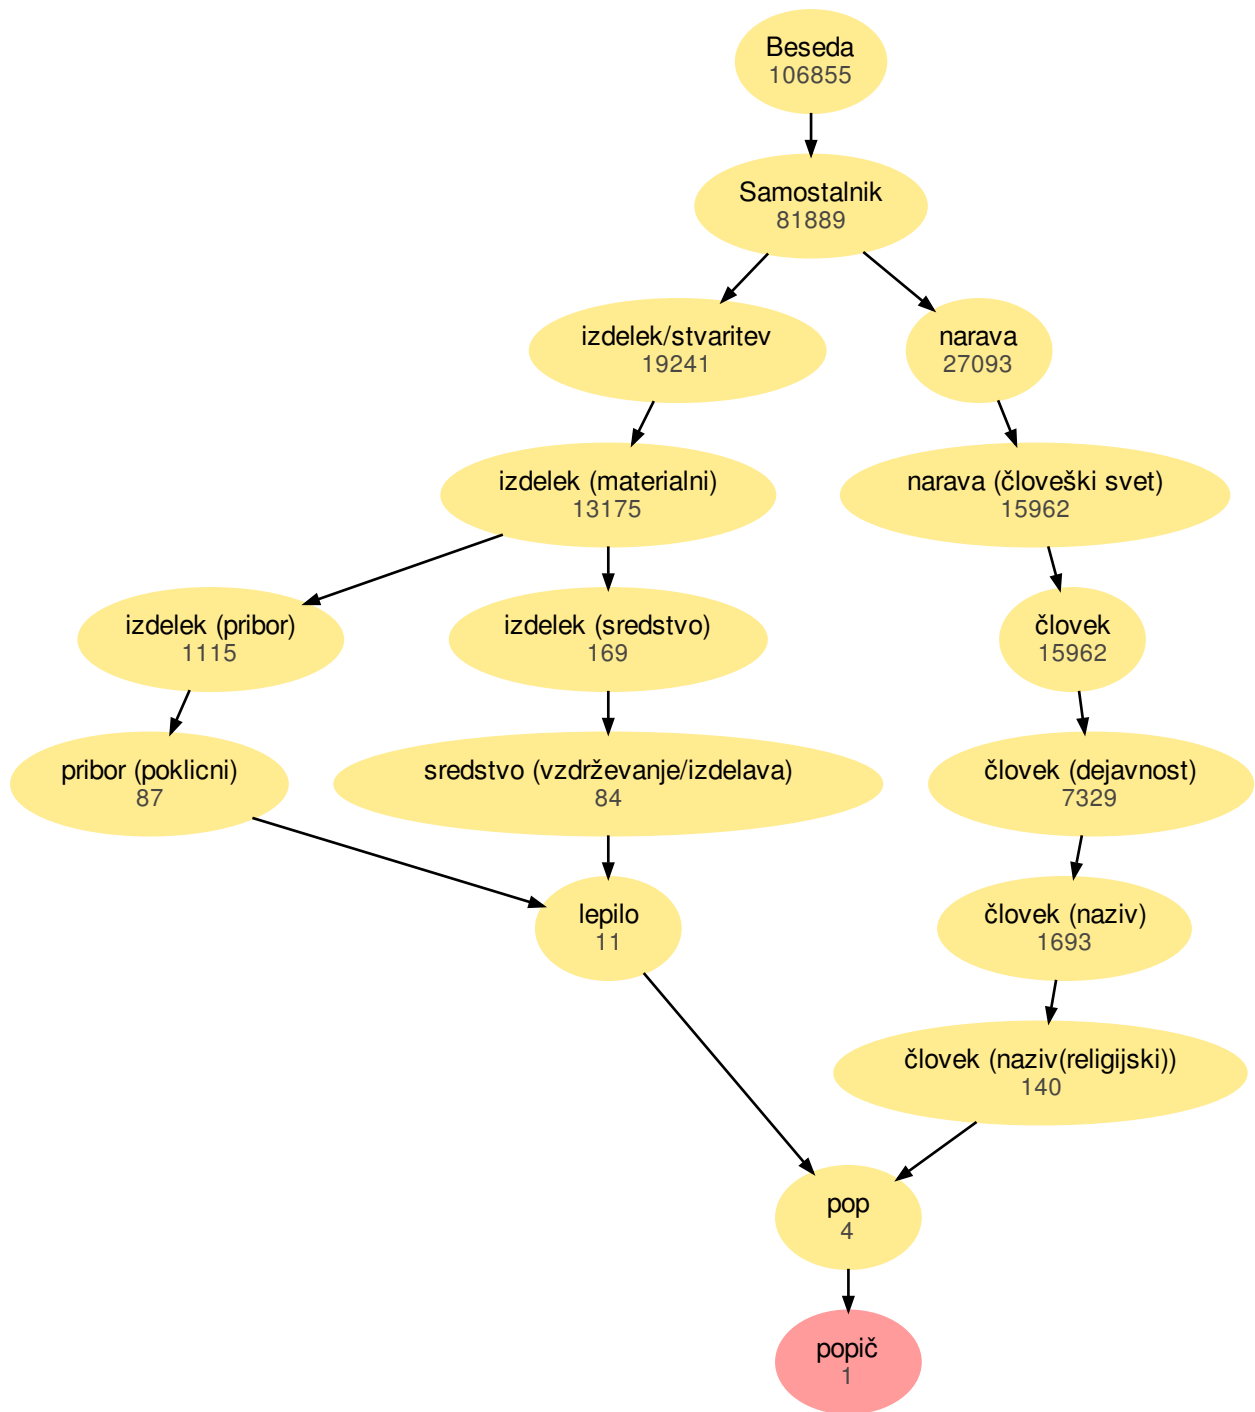 Beseda
106855
Samostalnik
81889
izdelek/stvaritev
19241
narava
27093
izdelek (materialni)
13175
narava (človeški svet)
15962
izdelek (pribor)
1115
izdelek (sredstvo)
169
človek
15962
pribor (poklicni)
87
sredstvo (vzdrževanje/izdelava)
84
človek (dejavnost)
7329
lepilo
11
človek (naziv)
1693
človek (naziv(religijski))
140
pop
4
popič
1